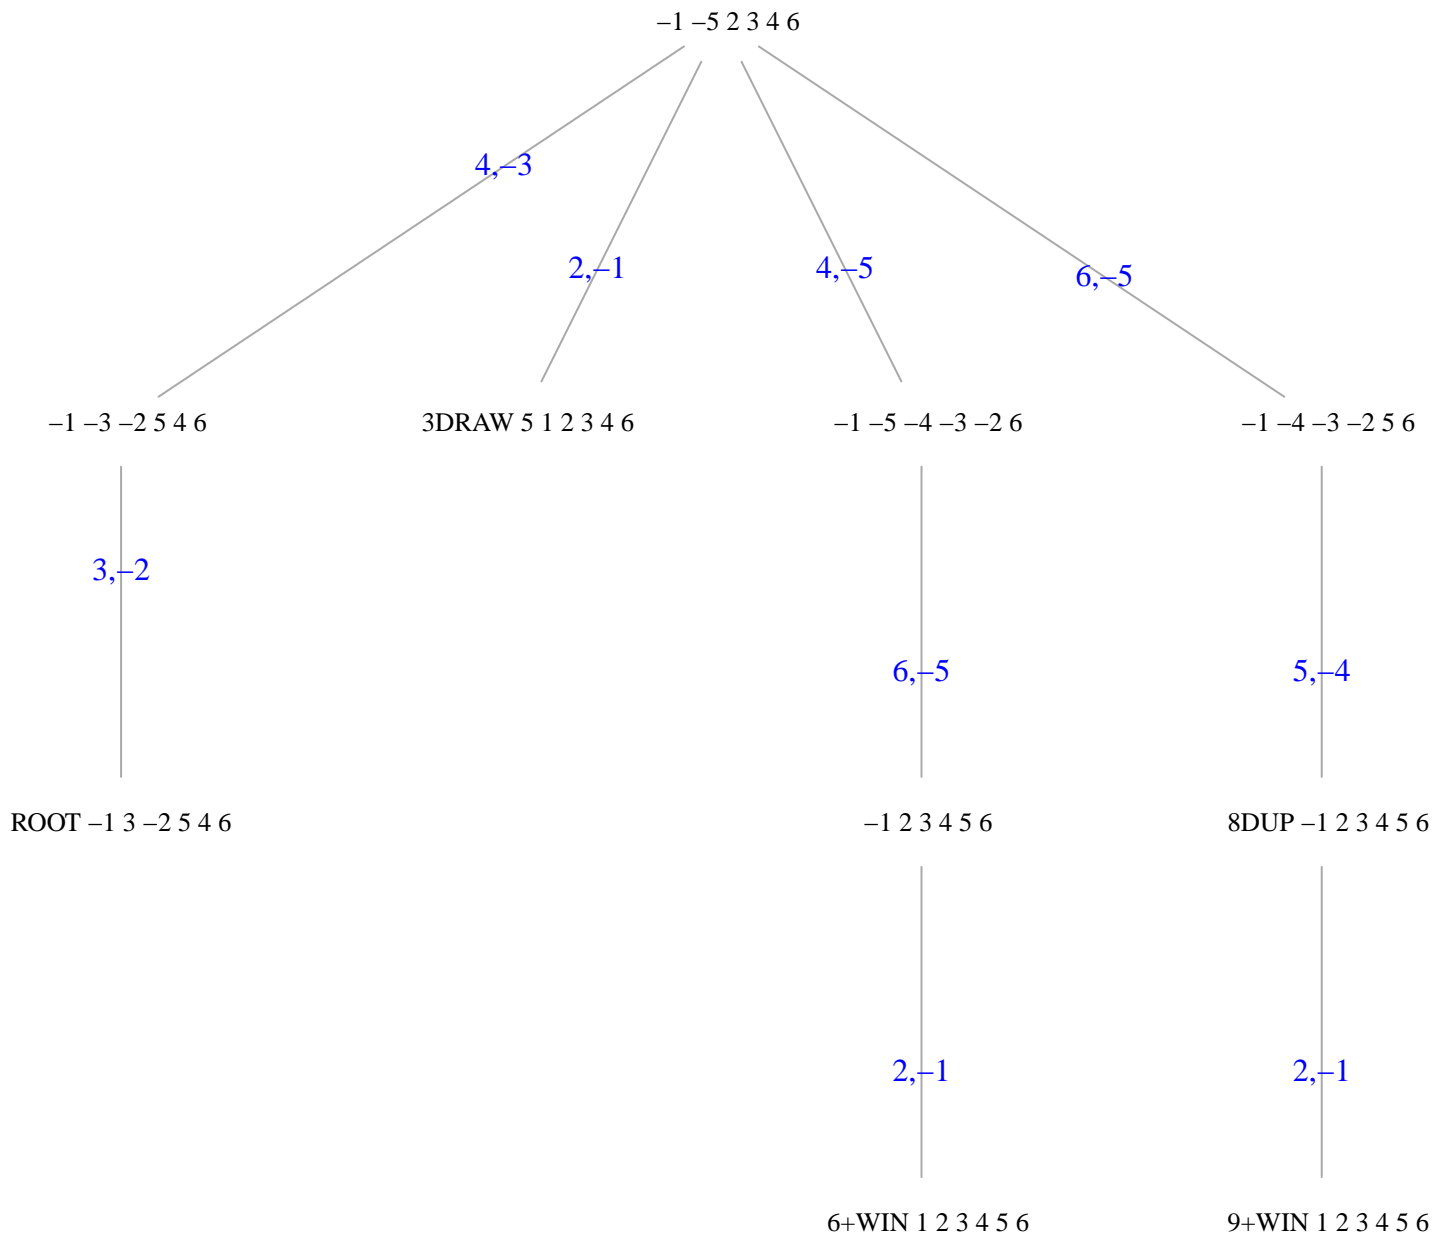 –1 –5 2 3 4 6
4,–3
2,–1
4,–5
6,–5
–1 –3 –2 5 4 6
3DRAW 5 1 2 3 4 6
–1 –5 –4 –3 –2 6
–1 –4 –3 –2 5 6
3,–2
6,–5
5,–4
ROOT –1 3 –2 5 4 6
–1 2 3 4 5 6
8DUP –1 2 3 4 5 6
2,–1
2,–1
6+WIN 1 2 3 4 5 6
9+WIN 1 2 3 4 5 6